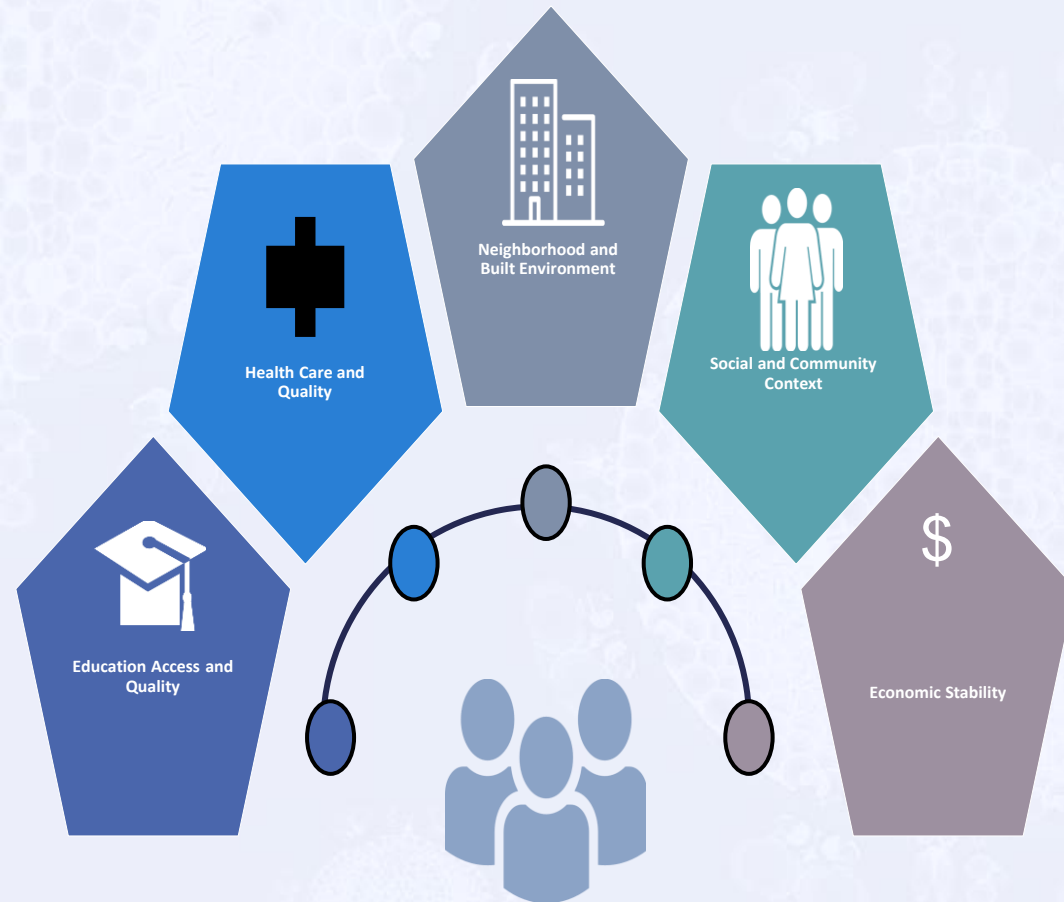 Neighborhood and
Built Environment
Health Care and
Quality
Social and Community
Context
$
Education Access and
Quality
Economic Stability